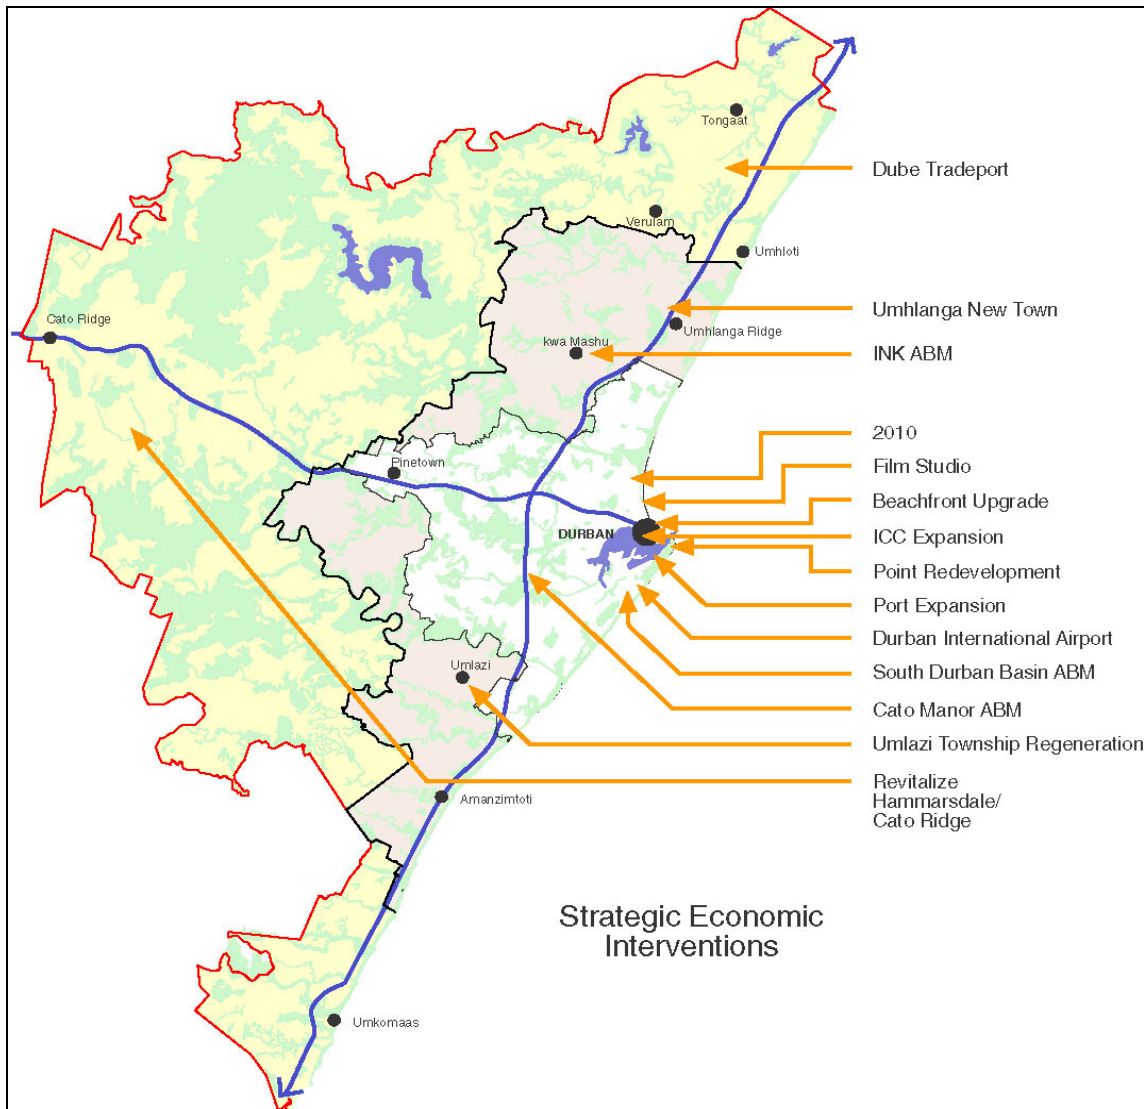 Tongaat
Dube Tradeport
Verulam
Umhloti
Umhlanga New Town
Cato Ridge
Umhlanga Ridge
kwa Mashu
INK ABM
2010
Pinetown
Film Studio
Beachfront Upgrade
DURBAN
ICC Expansion
Point Redevelopment
Port Expansion
Durban International Airport
Umlazi
South Durban Basin ABM
Cato Manor ABM
Umlazi Township Regeneration
Revitalize
Hammarsdale/
Cato Ridge
Amanzimtoti
Strategic Economic
Interventions
Umkomaas